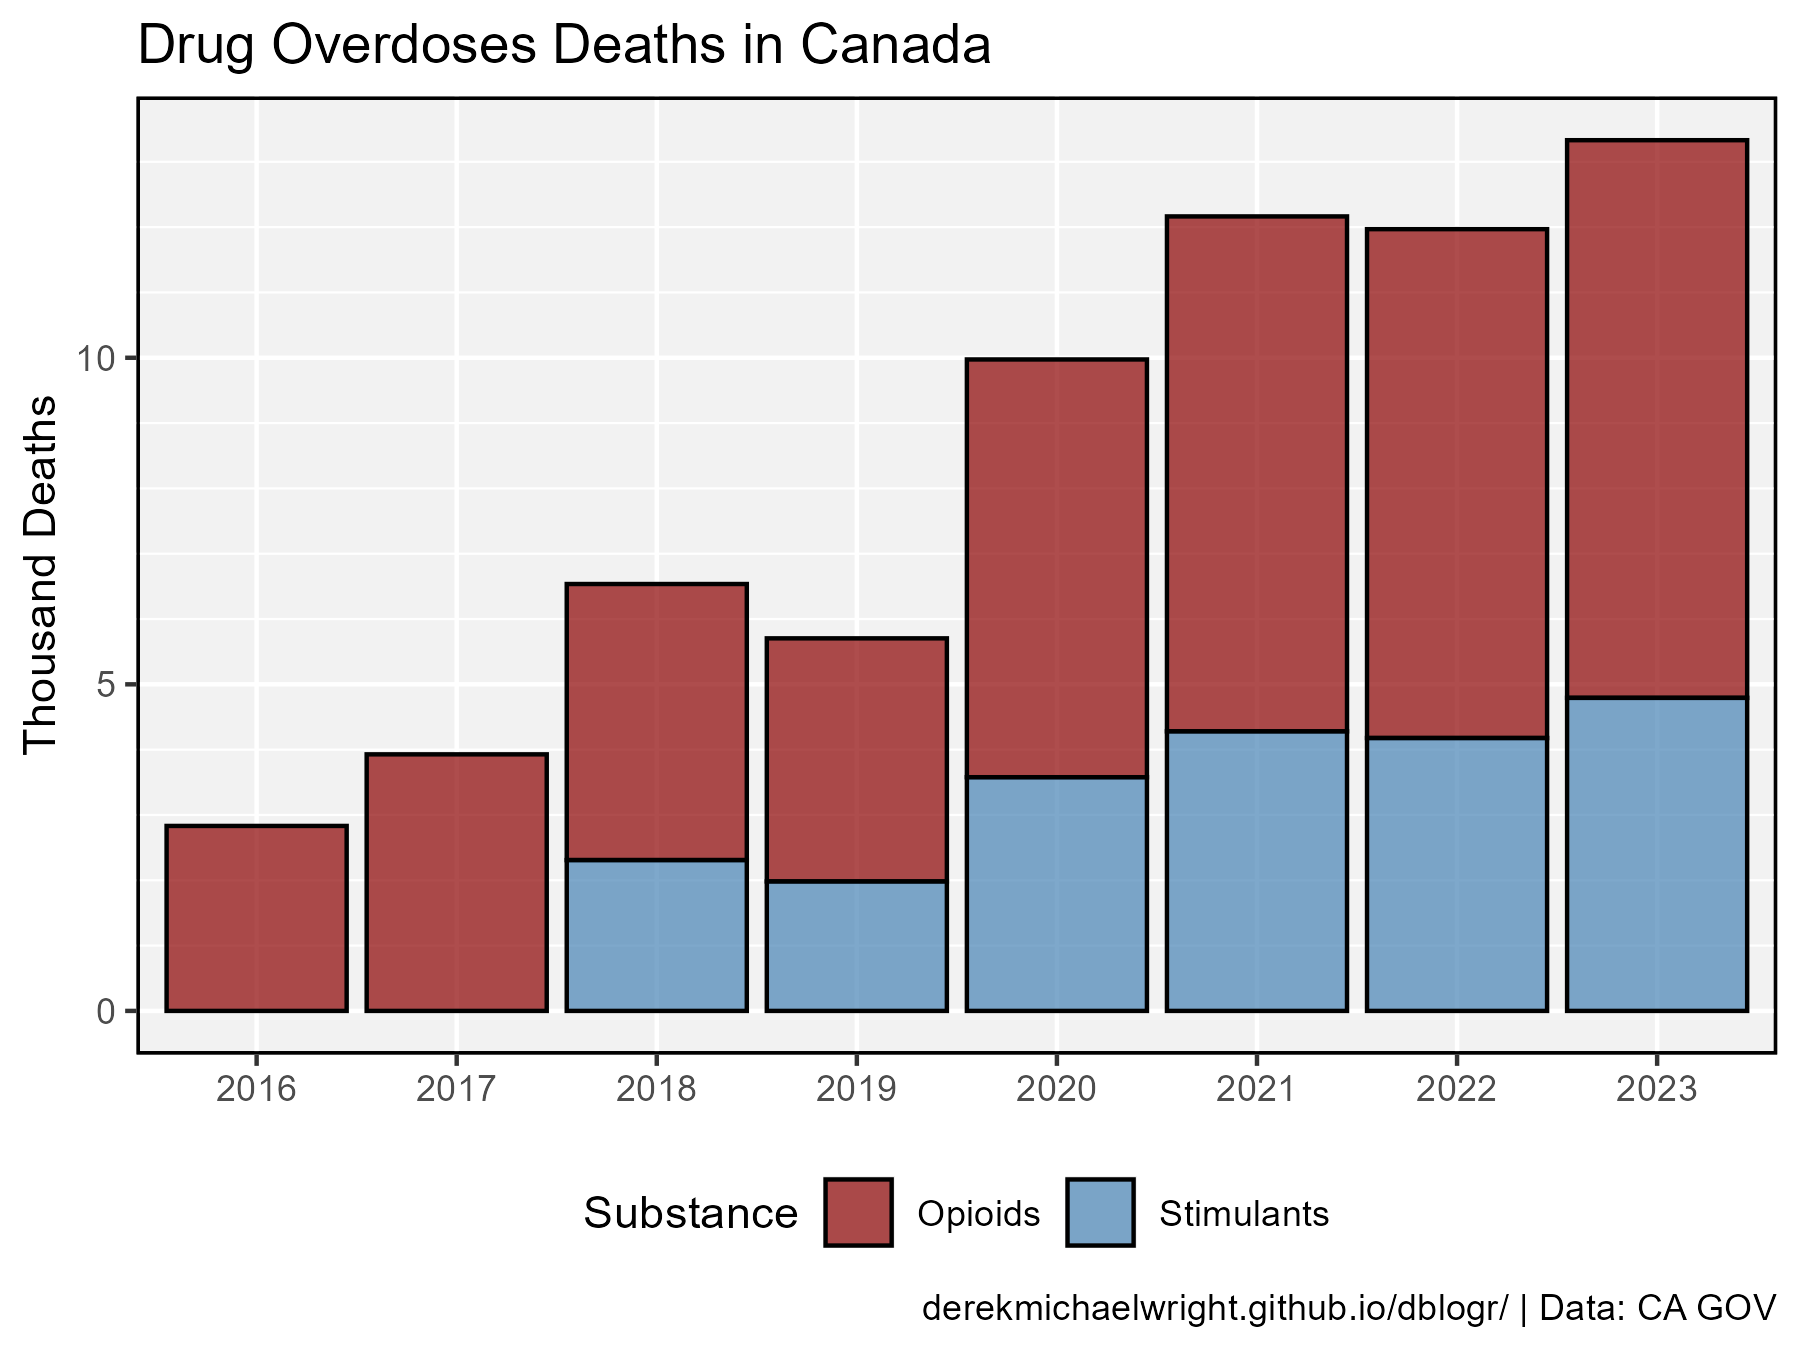 Drug Overdoses Deaths in Canada
Thousand Deaths
10
5
0
2016 2017 2018 2019 2020 2021 2022 2023
Substance Opioids Stimulants
derekmichaelwright.github.io/dblogr/ | Data: CA GOV